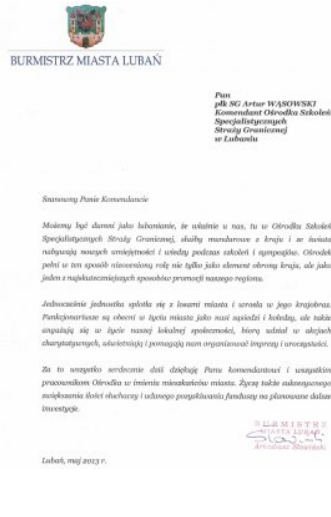 BURMISTRZ MIASTA LUBAŃ
Pan
płk SG Artur WĄSOWSKI
Komendant Ośrodka Szkoleń
Specjalistycznych
Straży Granicznej
w Lubaniu
Szanowny Panie Komendancie
Możemy być dumni jako lubanianie, że właśnie u nas, tu w Ośrodku Szkoleń
Specjalistycznych Straży Granicznej, służby mundurowe z kraju i ze świata
nabywają nowych umiejętności i wiedzy podczas szkoleń i sympozjów. Ośrodek
pełni w ten sposób nieocenioną rolę nie tylko jako element obrony kraju, ale jako
jeden z najskuteczniejszych sposobów promocji naszego regionu.
Jednocześnie jednostka splotła się z losami miasta i wrosła w jego krajobraz.
Funkcjonariusze są obecni w życiu miasta jako nasi sąsiedzi i koledzy, ale także
angażują się w życie naszej lokalnej społeczności, biorą udział w akcjach
charytatywnych, uświetniają i pomagają nam organizować imprezy i uroczystości.
Za to wszystko serdecznie dziś dziękuję Panu komendantowi i wszystkim
pracownikom Ośrodka w imieniu mieszkańców miasta. Życzę także sukcesywnego
zwiększania ilości słuchaczy i udanego pozyskiwania funduszy na planowane dalsze
inwestycje.
BURMISTRZ
MIASTA LUBAŃ
Arkadiusz Słowiński
Lubań, maj 2013 r.